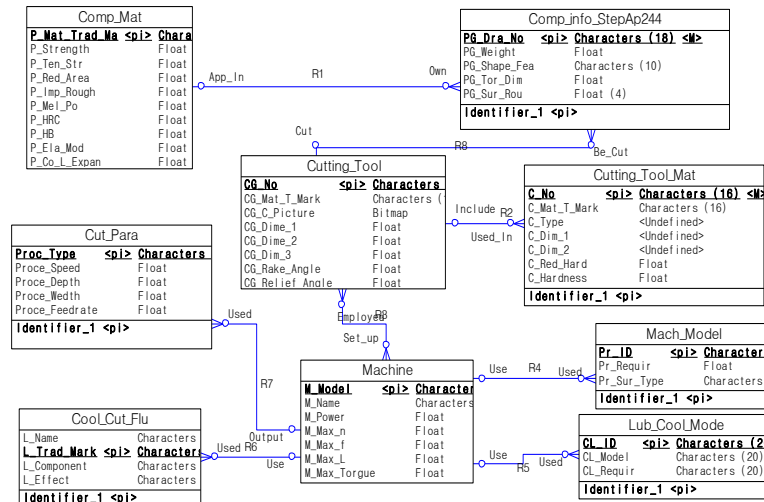 Comp_Mat
P_Mat_Trad_Ma <pi> Chara
P_Strength Float
P_Ten_Str Float
P_Red_Area Float
P_Imp_Rough Float
P_Mel_Po Float
P_HRC Float
P_HB Float
P_Ela_Mod Float
P_Co_L_Expan Float
Comp_info_StepAp244
PG_Dra_No <pi> Characters (18) <M>
PG_Weight Float
PG_Shape_Fea Characters (10)
PG_Tor_Dim Float
PG_Sur_Rou Float (4)
Identifier_1 <pi>
App_In
R1
Own
Cut
R8
Be_Cut
Cutting_Tool
CG_No <pi> Characters
CG_Mat_T_Mark Characters (
CG_C_Picture Bitmap
CG_Dime_1 Float
CG_Dime_2 Float
CG_Dim_3 Float
CG_Rake_Angle Float
CG_Relief_Angle Float
Include
R2
Used_In
Cutting_Tool_Mat
C_No <pi> Characters (16) <M>
C_Mat_T_Mark Characters (16)
C_Type <Undefined>
C_Dim_1 <Undefined>
C_Dim_2 <Undefined>
C_Red_Hard Float
C_Hardness Float
Identifier_1 <pi>
Cut_Para
Proc_Type <pi> Characters
Proce_Speed Float
Proce_Depth Float
Proce_Wedth Float
Proce_Feedrate Float
Identifier_1 <pi>
Used
R7
Output
Employed
R3
Set_up
Machine
M_Model <pi> Character
M_Name Characters
M_Power Float
M_Max_n Float
M_Max_f Float
M_Max_L Float
M_Max_Torgue Float
Use
R4
Used
Mach_Model
Pr_ID <pi> Character
Pr_Requir Float
Pr_Sur_Type Characters
Identifier_1 <pi>
Cool_Cut_Flu
L_Name Characters
L_Trad_Mark <pi> Characters
L_Component Characters
L_Effect Characters
Identifier_1 <pi>
Used
R6
Use
Use
R5
Used
Lub_Cool_Mode
CL_ID <pi> Characters (2
CL_Model Characters (20)
CL_Requir Characters (20)
Identifier_1 <pi>